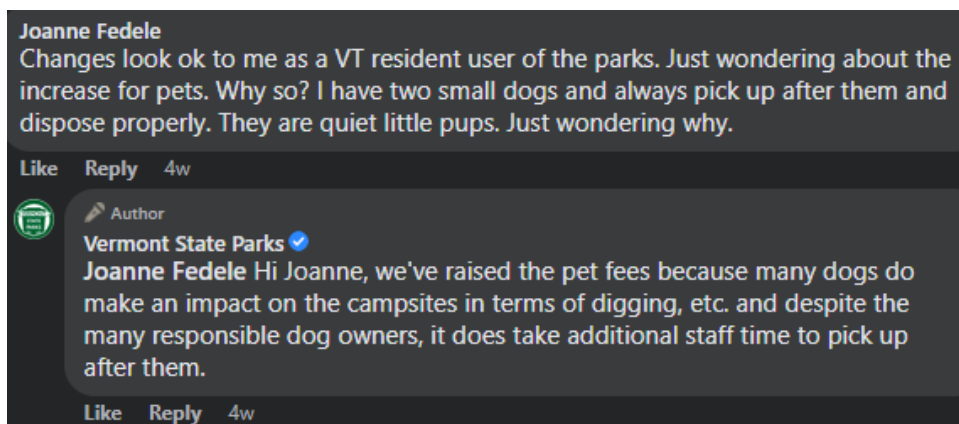 Joanne Fedele
Changes look ok to me as a VT resident user of the parks. Just wondering about the
increase for pets. Why so? I have two small dogs and always pick up after them and
dispose properly. They are quiet little pups. Just wondering why.
Like Reply 4w
Author
Vermont State Parks
Joanne Fedele Hi Joanne, we've raised the pet fees because many dogs do
make an impact on the campsites in terms of digging, etc. and despite the
many responsible dog owners, it does take additional staff time to pick up
after them.
Like Reply 4w